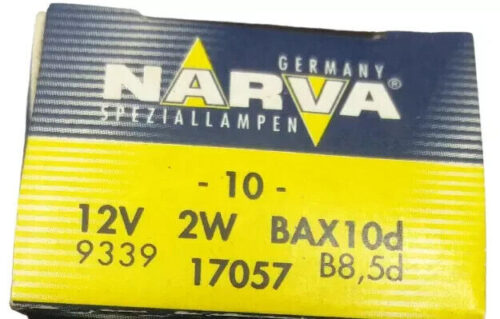 GERMANY
NARVA®
SPEZIALLAMPEN
- 10 -
12V 2W BAX10d
9339 17057 B8,5d